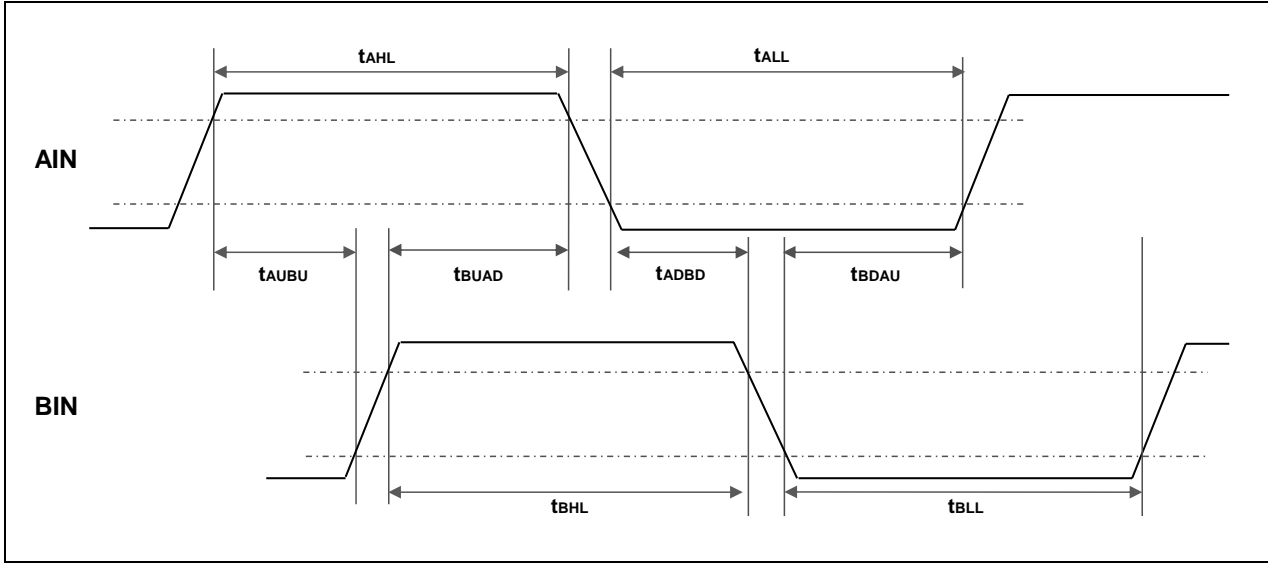 tAHL
tALL
AIN
tAUBU
tBUAD
tADBD
tBDAU
BIN
tBHL
tBLL